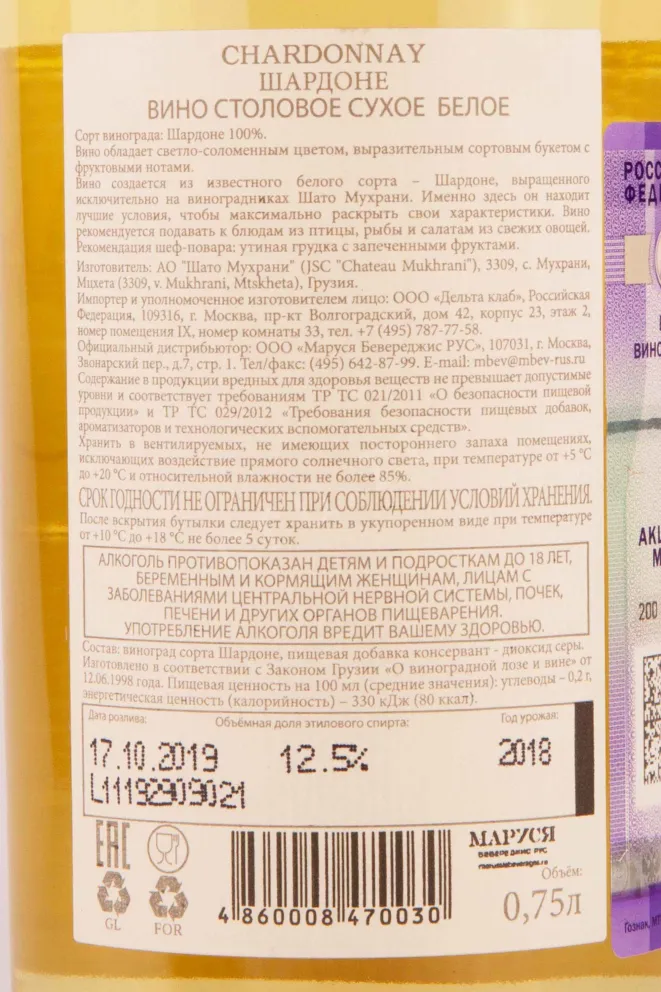 CHARDONNAY
ШАРДОНЕ
ВИНО СТОЛОВОЕ СУХОЕ БЕЛОЕ
Сорт винограда: Шардоне 100%.
Вино обладает светло-соломенным цветом, выразительным сортовым букетом с
фруктовыми нотами.
Вино создается из известного белого сорта – Шардоне, выращенного
исключительно на виноградниках Шато Мухрани. Именно здесь он находит
лучшие условия, чтобы максимально раскрыть свои характеристики. Вино
рекомендуется подавать к блюдам из птицы, рыбы и салатам из свежих овощей.
Рекомендация шеф-повара: утиная грудка с запеченными фруктами.
Изготовитель: АО "Шато Мухрани" (JSC "Chateau Mukhrani"), 3309, с. Мухрани,
Мцхета (3309, v. Mukhrani, Mtskheta), Грузия.
Импортер и уполномоченное изготовителем лицо: ООО «Дельта клаб», Российская
Федерация, 109316, г. Москва, пр-кт Волгоградский, дом 42, корпус 23, этаж 2,
номер помещения IX, номер комнаты 33, тел. +7 (495) 787-77-58.
Официальный дистрибьютор: ООО «Маруся Бевереджис РУС», 107031, г. Москва,
Звонарский пер., д.7, стр. 1. Тел/факс: (495) 642-87-99. E-mail: mbev@mbev-rus.ru
Содержание в продукции вредных для здоровья веществ не превышает допустимые
уровни и соответствует требованиям ТР ТС 021/2011 «О безопасности пищевой
продукции» и ТР ТС 029/2012 «Требования безопасности пищевых добавок,
ароматизаторов и технологических вспомогательных средств».
Хранить в вентилируемых, не имеющих постороннего запаха помещениях,
исключающих воздействие прямого солнечного света, при температуре от +5 °С
до +20 °С и относительной влажности не более 85%.
СРОК ГОДНОСТИ НЕ ОГРАНИЧЕН ПРИ СОБЛЮДЕНИИ УСЛОВИЙ ХРАНЕНИЯ.
После вскрытия бутылки следует хранить в укупоренном виде при температуре
от +10 °С до +18 °С не более 5 суток.
АЛКОГОЛЬ ПРОТИВОПОКАЗАН ДЕТЯМ И ПОДРОСТКАМ ДО 18 ЛЕТ,
БЕРЕМЕННЫМ И КОРМЯЩИМ ЖЕНЩИНАМ, ЛИЦАМ С
ЗАБОЛЕВАНИЯМИ ЦЕНТРАЛЬНОЙ НЕРВНОЙ СИСТЕМЫ, ПОЧЕК,
ПЕЧЕНИ И ДРУГИХ ОРГАНОВ ПИЩЕВАРЕНИЯ.
УПОТРЕБЛЕНИЕ АЛКОГОЛЯ ВРЕДИТ ВАШЕМУ ЗДОРОВЬЮ.
Состав: виноград сорта Шардоне, пищевая добавка консервант - диоксид серы.
Изготовлено в соответствии с Законом Грузии «О виноградной лозе и вине» от
12.06.1998 года. Пищевая ценность на 100 мл (средние значения): углеводы – 0,2 г,
энергетическая ценность (калорийность) – 330 кДж (80 ккал).
Дата розлива: Объёмная доля этилового спирта: Год урожая:
17.10.2019 12.5% 2018
L11192909021
EAC
GL FOR
4 860008 470030
МАРУСЯ
БЕВЕРЕДЖИС РУС
Объём:
0,75л
РОСС
ФЕДЕ
ВИНО
АКЦ
М
200
Гознак, М